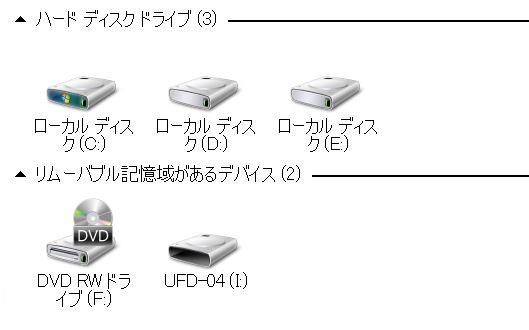 ハード ディスク ドライブ (3)
ローカル ディス ローカル ディス ローカル ディス
ク (C:) ク (D:) ク (E:)
リムーバブル記憶域があるデバイス (2)
DVD
DVD RW ドラ UFD-04 (I:)
イブ (F:)